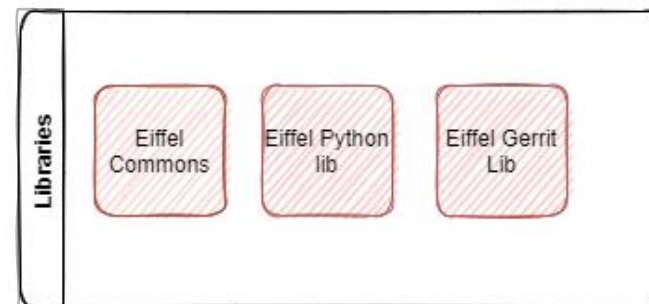 Libraries
Eiffel
Commons
Eiffel Python
lib
Eiffel Gerrit
Lib